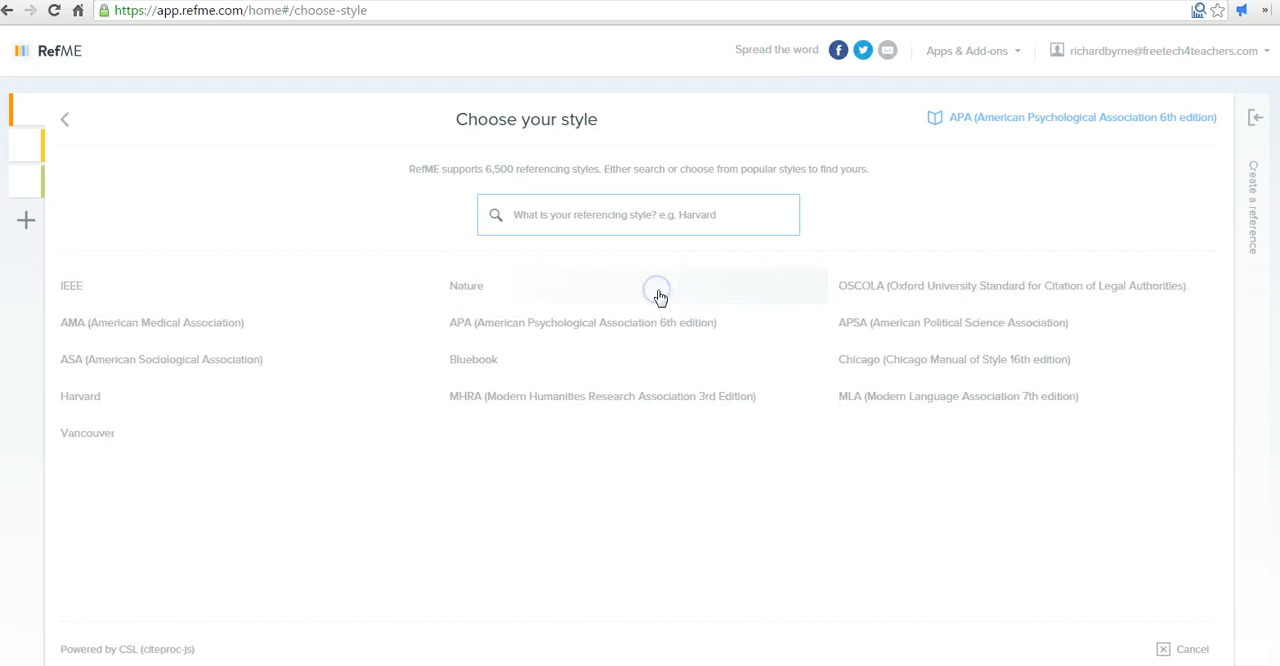 https://app.refme.com/home#/choose-style
»
RefME
Spread the word
Apps & Add-ons
richardbyrne@freetech4teachers.com
Choose your style
APA (American Psychological Association 6th edition)
RefME supports 6,500 referencing styles. Either search or choose from popular styles to find yours.
What is your referencing style? e.g. Harvard
Create a reference
IEEE
Nature
OSCOLA (Oxford University Standard for Citation of Legal Authorities)
AMA (American Medical Association)
APA (American Psychological Association 6th edition)
APSA (American Political Science Association)
ASA (American Sociological Association)
Bluebook
Chicago (Chicago Manual of Style 16th edition)
Harvard
MHRA (Modern Humanities Research Association 3rd Edition)
MLA (Modern Language Association 7th edition)
Vancouver
Powered by CSL (citeproc-js)
Cancel